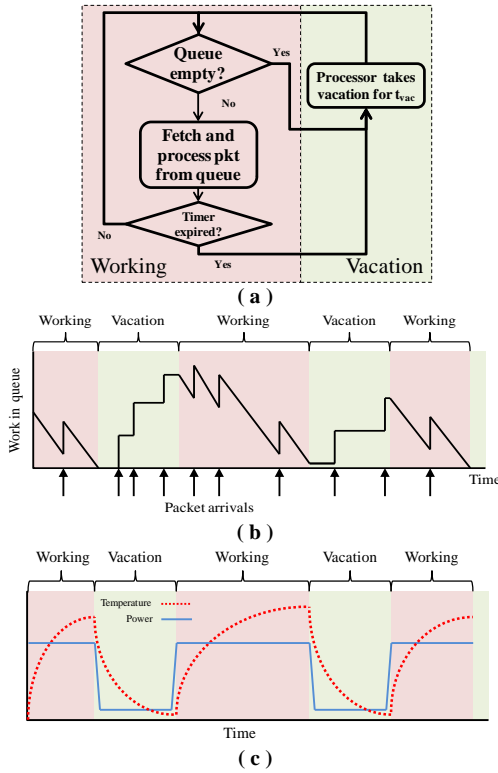 Queue
empty?
Yes
Processor takes
vacation for tvac
No
Fetch and
process pkt
from queue
Timer
expired?
No
Yes
Working
Vacation
( a )
Working
Vacation
Working
Vacation
Working
Work in queue
Time
Packet arrivals
( b )
Working
Vacation
Working
Vacation
Working
Temperature
Power
Time
( c )